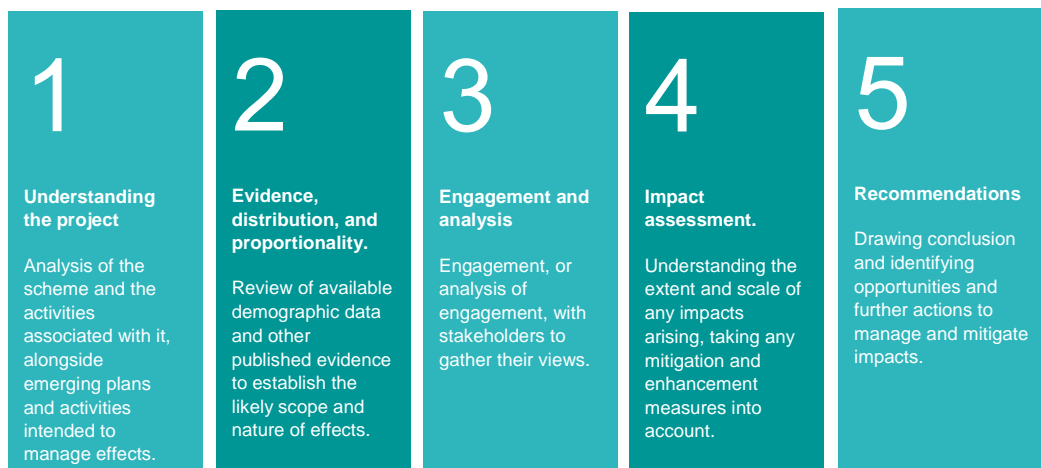 1
Understanding
the project
Analysis of the
scheme and the
activities
associated with it,
alongside
emerging plans
and activities
intended to
manage effects.
2
Evidence,
distribution, and
proportionality.
Review of available
demographic data
and other
published evidence
to establish the
likely scope and
nature of effects.
3
Engagement and
analysis
Engagement, or
analysis of
engagement, with
stakeholders to
gather their views.
4
Impact
assessment.
Understanding the
extent and scale of
any impacts
arising, taking any
mitigation and
enhancement
measures into
account.
5
Recommendations
Drawing conclusion
and identifying
opportunities and
further actions to
manage and mitigate
impacts.